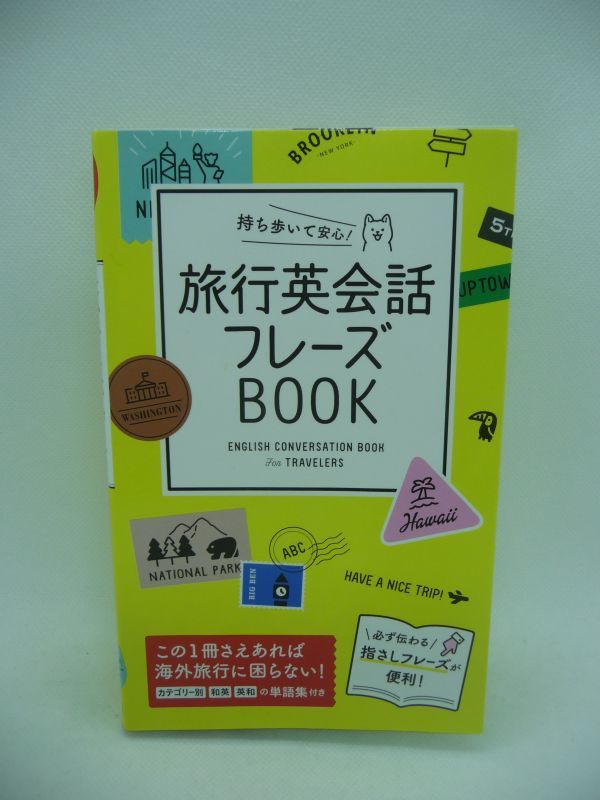 BROOKLYN
-NEW YORK-
持ち歩いて安心!
旅行英会話
フレーズ
BOOK
ENGLISH CONVERSATION BOOK
For TRAVELERS
WASHINGTON
Hawaii
NATIONAL PARK
BIG BEN
ABC
HAVE A NICE TRIP!
この1冊さえあれば
海外旅行に困らない!
カテゴリー別 和英 英和 の単語集付き
必ず伝わる
指さしフレーズが
便利!